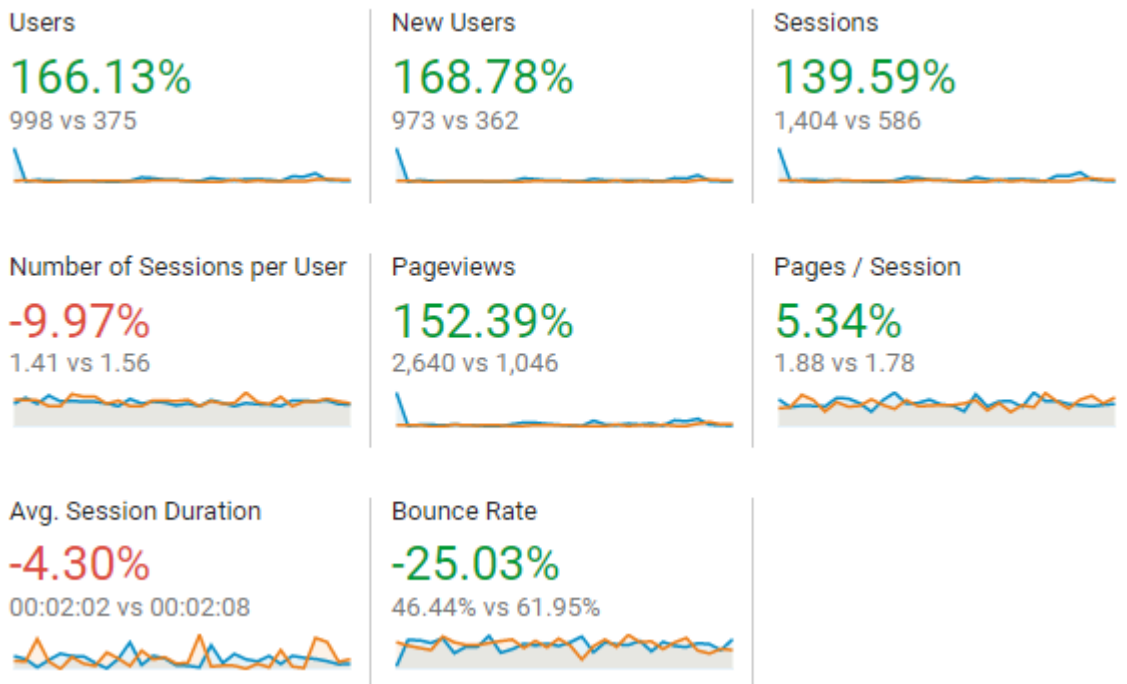 Users
166.13%
998 vs 375
New Users
168.78%
973 vs 362
Sessions
139.59%
1,404 vs 586
Number of Sessions per User
-9.97%
1.41 vs 1.56
Pageviews
152.39%
2,640 vs 1,046
Pages / Session
5.34%
1.88 vs 1.78
Avg. Session Duration
-4.30%
00:02:02 vs 00:02:08
Bounce Rate
-25.03%
46.44% vs 61.95%